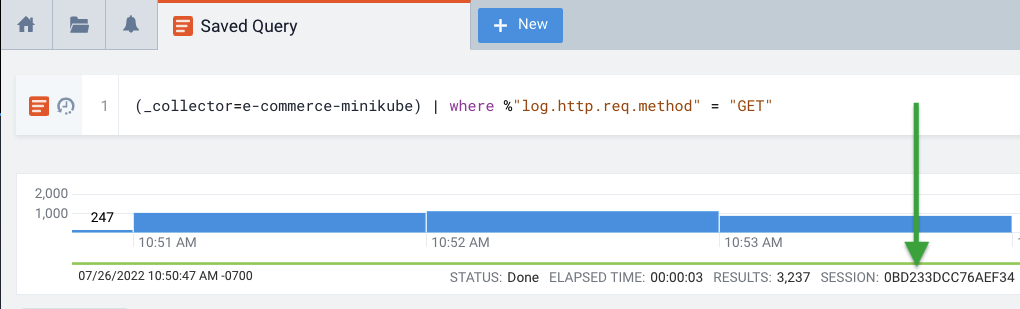 Saved Query
+ New
1 (_collector=e-commerce-minikube) | where %"log.http.req.method" = "GET"
2,000
1,000
247
10:51 AM 10:52 AM 10:53 AM
07/26/2022 10:50:47 AM -0700 STATUS: Done ELAPSED TIME: 00:00:03 RESULTS: 3,237 SESSION: 0BD233DCC76AEF34